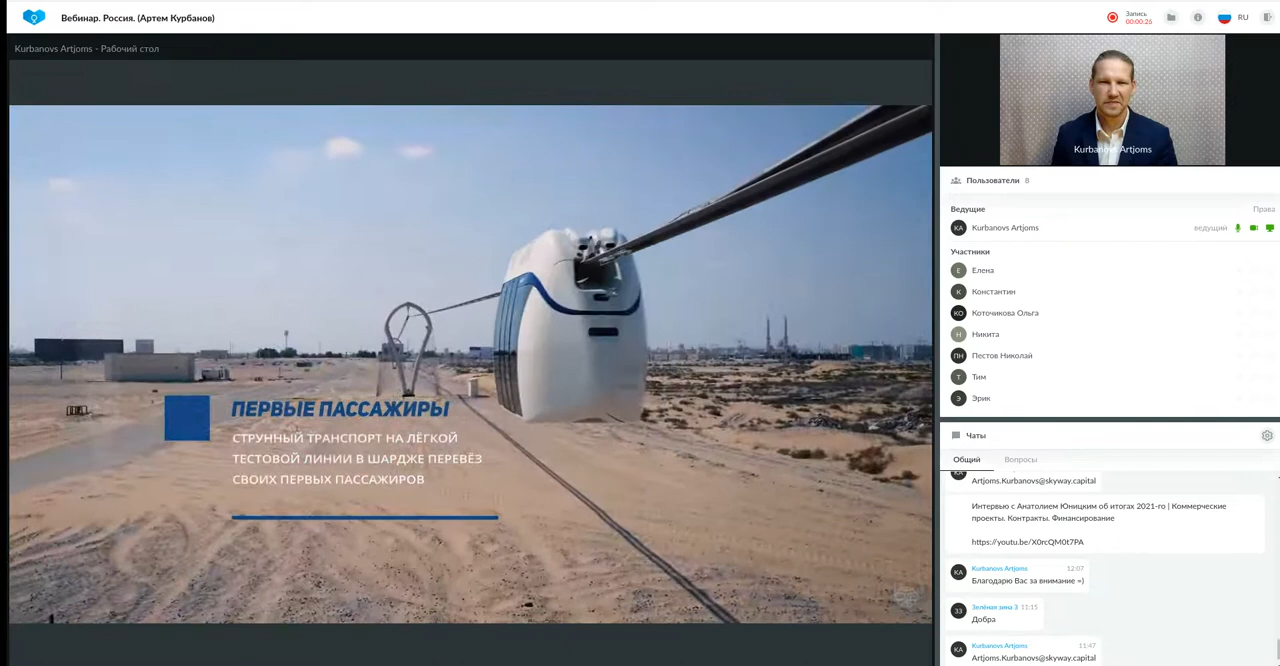 Вебинар. Россия. (Артем Курбанов)
Запись
00:00:26
RU
Kurbanovs Artjoms - Рабочий стол
ПЕРВЫЕ ПАССАЖИРЫ
СТРУННЫЙ ТРАНСПОРТ НА ЛЁГКОЙ
ТЕСТОВОЙ ЛИНИИ В ШАРДЖЕ ПЕРЕВЁЗ
СВОИХ ПЕРВЫХ ПАССАЖИРОВ
Kurbanovs Artjoms
Пользователи 8
Ведущие Права
KA Kurbanovs Artjoms ведущий
Участники
Е Елена
К Константин
КО Коточикова Ольга
Н Никита
ПН Пестов Николай
Т Тим
Э Эрик
Чаты
Общий Вопросы
KA
Artjoms.Kurbanovs@skyway.capital
Интервью с Анатолием Юницким об итогах 2021-го | Коммерческие
проекты. Контракты. Финансирование
https://youtu.be/X0rcQM0t7PA
KA Kurbanovs Artjoms 12:07
Благодарю Вас за внимание =)
ЗЗ Зелёная зина З 11:15
Добра
KA Kurbanovs Artjoms 11:47
Artjoms.Kurbanovs@skyway.capital